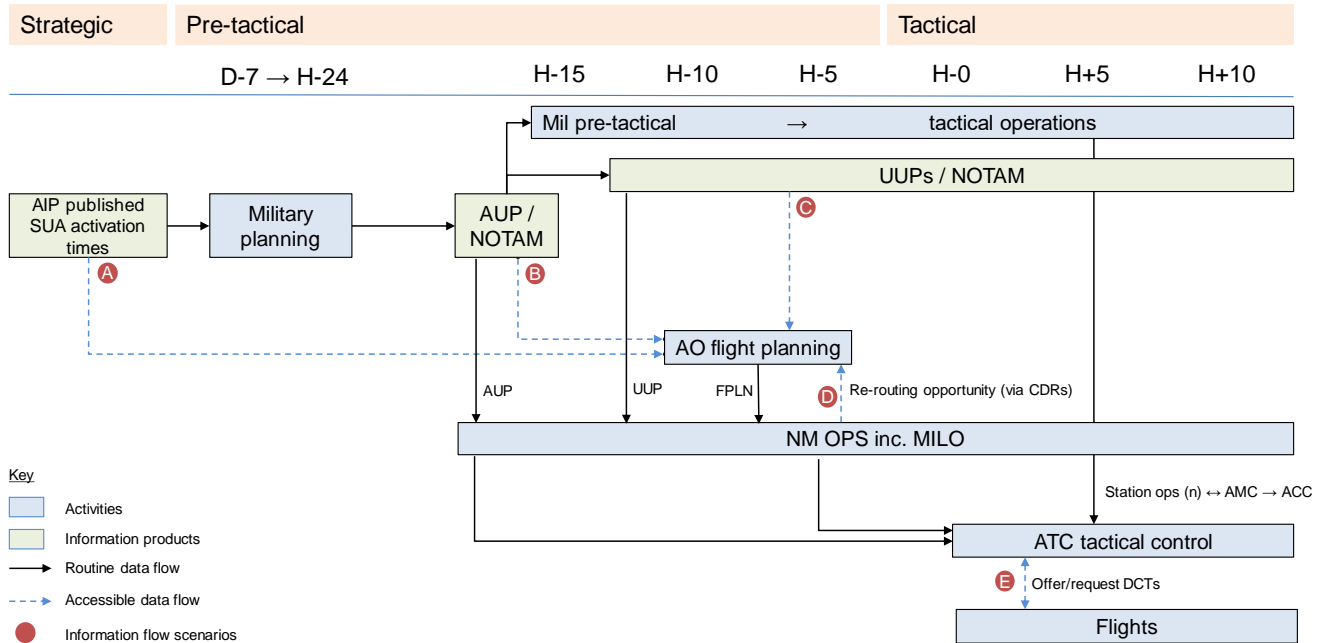 Strategic
Pre-tactical
Tactical
D-7 → H-24
H-15
H-10
H-5
H-0
H+5
H+10
Mil pre-tactical → tactical operations
UUPs / NOTAM
AIP published
SUA activation
times
Military
planning
AUP /
NOTAM
C
A
B
AO flight planning
AUP
UUP
FPLN
D
Re-routing opportunity (via CDRs)
NM OPS inc. MILO
Key
Activities
Information products
Routine data flow
Accessible data flow
Information flow scenarios
Station ops (n) ↔ AMC → ACC
ATC tactical control
E
Offer/request DCTs
Flights